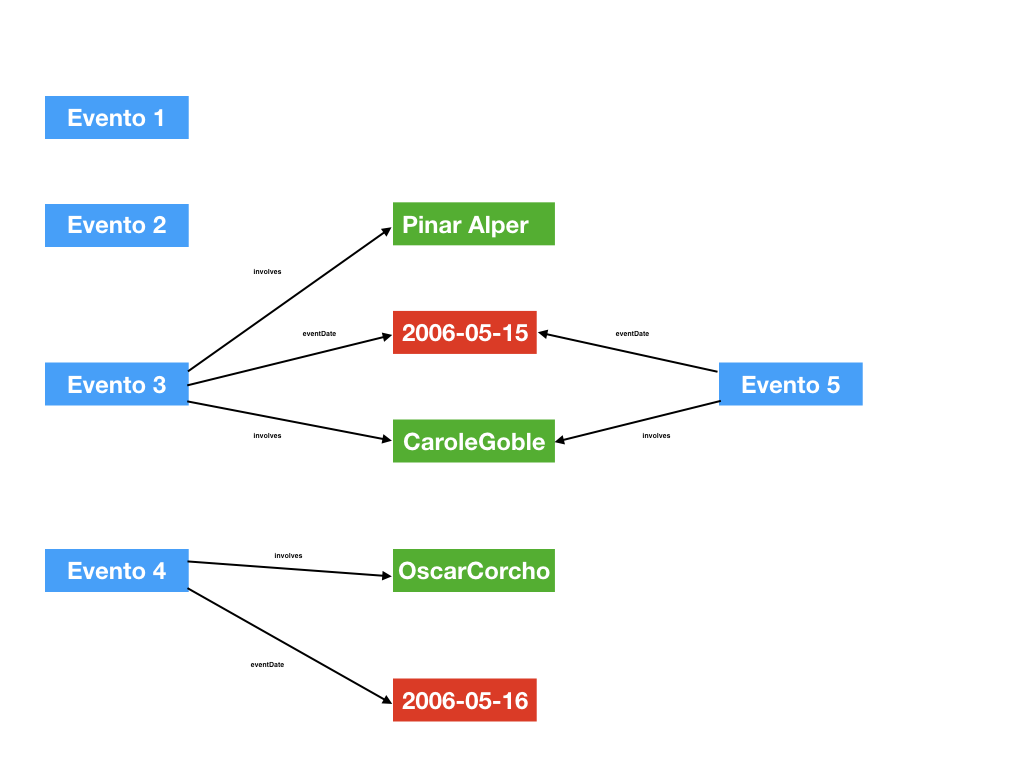 Evento 1
Evento 2
Pinar Alper
involves
eventDate
2006-05-15
eventDate
Evento 3
Evento 5
involves
CaroleGoble
involves
involves
Evento 4
OscarCorcho
eventDate
2006-05-16